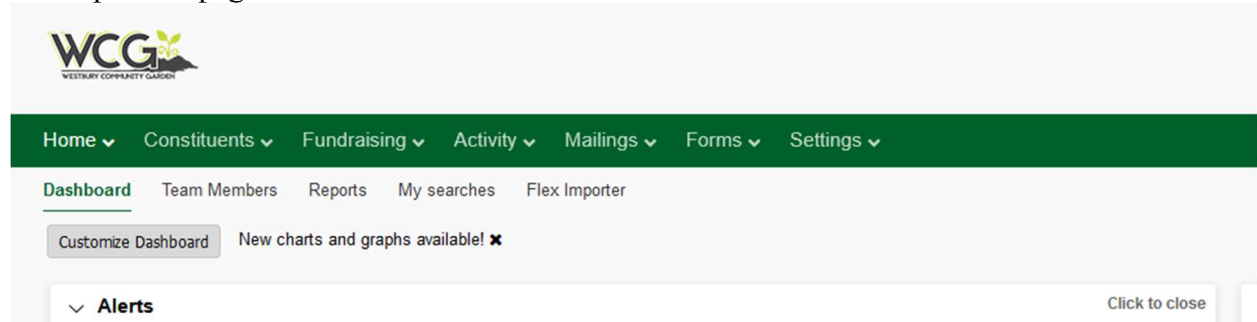 WCG
WESTBURY COMMUNITY GARDEN
Home Constituents Fundraising Activity Mailings Forms Settings
Dashboard Team Members Reports My searches Flex Importer
Customize Dashboard New charts and graphs available! ✖
Alerts Click to close